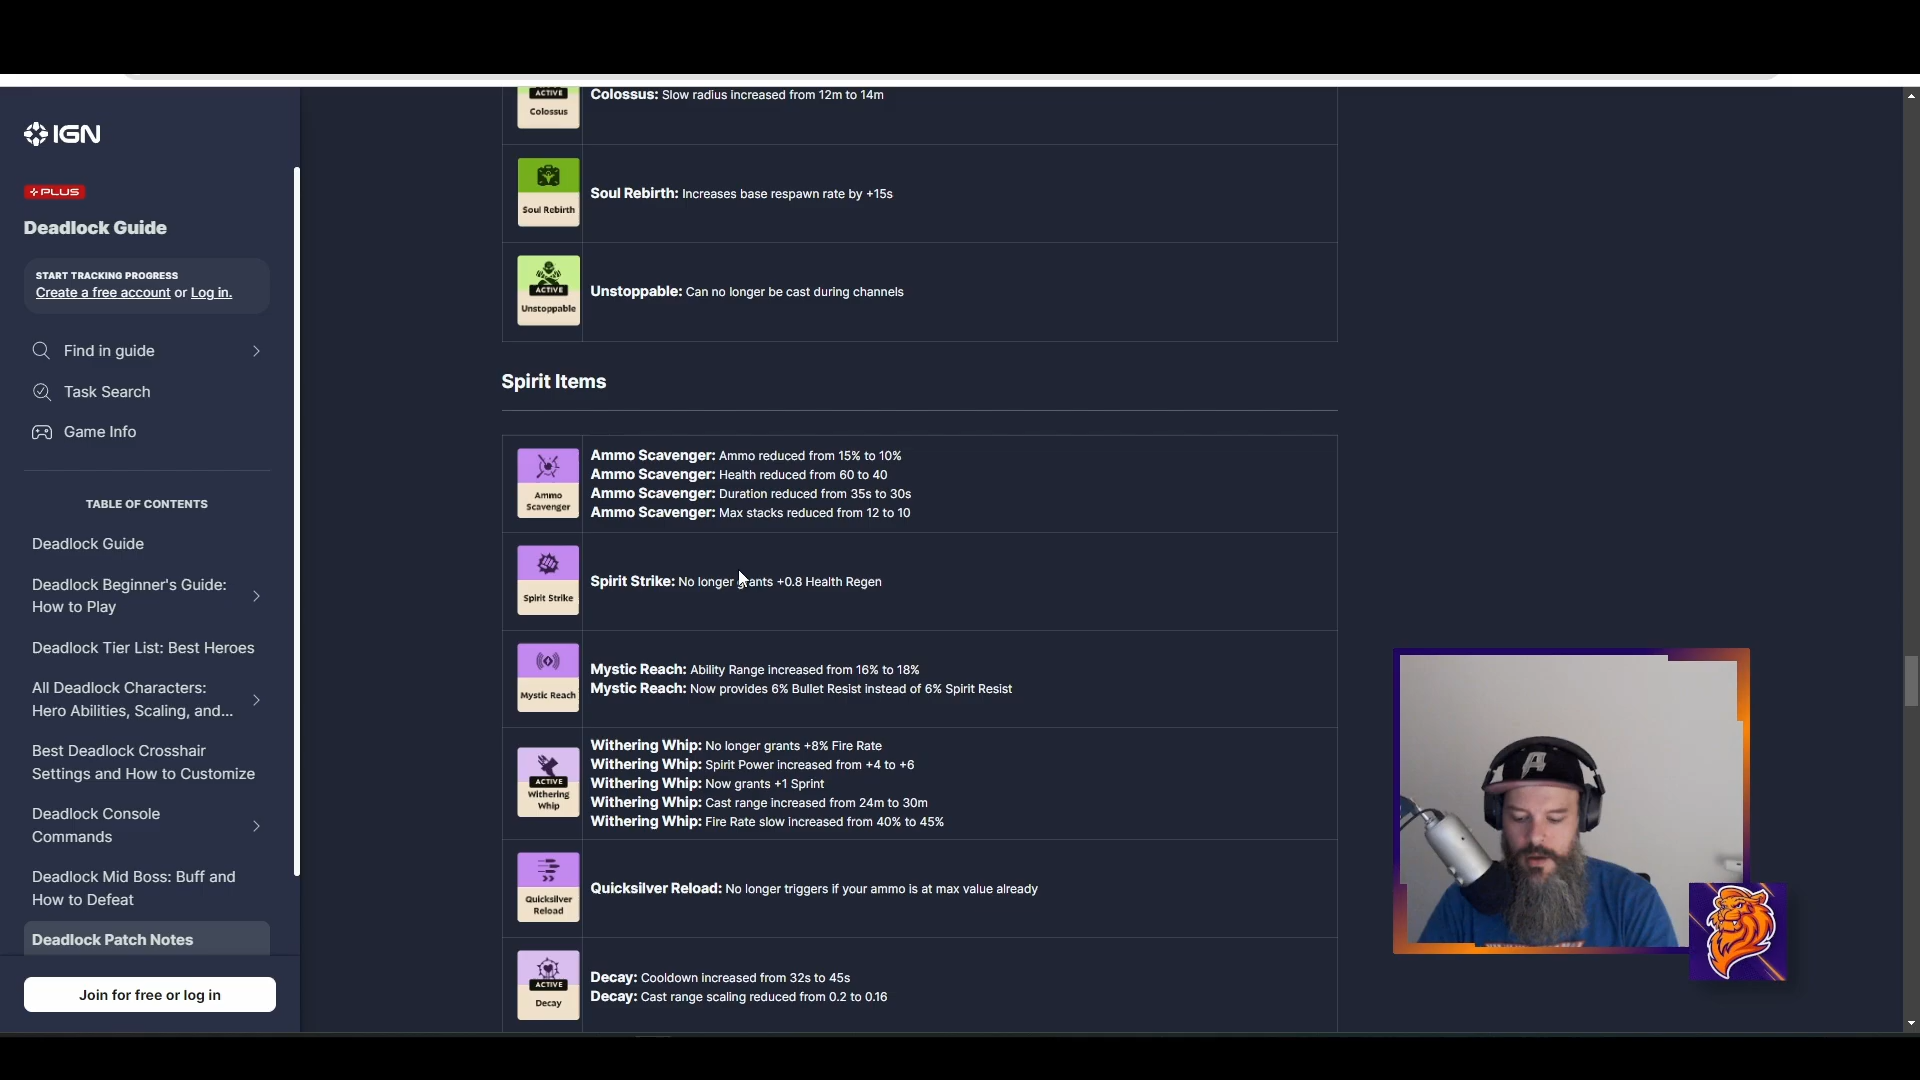 IGN
+PLUS
Deadlock Guide
START TRACKING PROGRESS
Create a free account or Log in.
Find in guide
Task Search
Game Info
TABLE OF CONTENTS
Deadlock Guide
Deadlock Beginner's Guide:
How to Play
Deadlock Tier List: Best Heroes
All Deadlock Characters:
Hero Abilities, Scaling, and...
Best Deadlock Crosshair
Settings and How to Customize
Deadlock Console
Commands
Deadlock Mid Boss: Buff and
How to Defeat
Deadlock Patch Notes
Join for free or log in
ACTIVE
Colossus
Colossus: Slow radius increased from 12m to 14m
Soul Rebirth
Soul Rebirth: Increases base respawn rate by +15s
ACTIVE
Unstoppable
Unstoppable: Can no longer be cast during channels
Spirit Items
Ammo
Scavenger
Ammo Scavenger: Ammo reduced from 15% to 10%
Ammo Scavenger: Health reduced from 60 to 40
Ammo Scavenger: Duration reduced from 35s to 30s
Ammo Scavenger: Max stacks reduced from 12 to 10
Spirit Strike
Spirit Strike: No longer grants +0.8 Health Regen
Mystic Reach
Mystic Reach: Ability Range increased from 16% to 18%
Mystic Reach: Now provides 6% Bullet Resist instead of 6% Spirit Resist
ACTIVE
Withering
Whip
Withering Whip: No longer grants +8% Fire Rate
Withering Whip: Spirit Power increased from +4 to +6
Withering Whip: Now grants +1 Sprint
Withering Whip: Cast range increased from 24m to 30m
Withering Whip: Fire Rate slow increased from 40% to 45%
Quicksilver
Reload
Quicksilver Reload: No longer triggers if your ammo is at max value already
ACTIVE
Decay
Decay: Cooldown increased from 32s to 45s
Decay: Cast range scaling reduced from 0.2 to 0.16